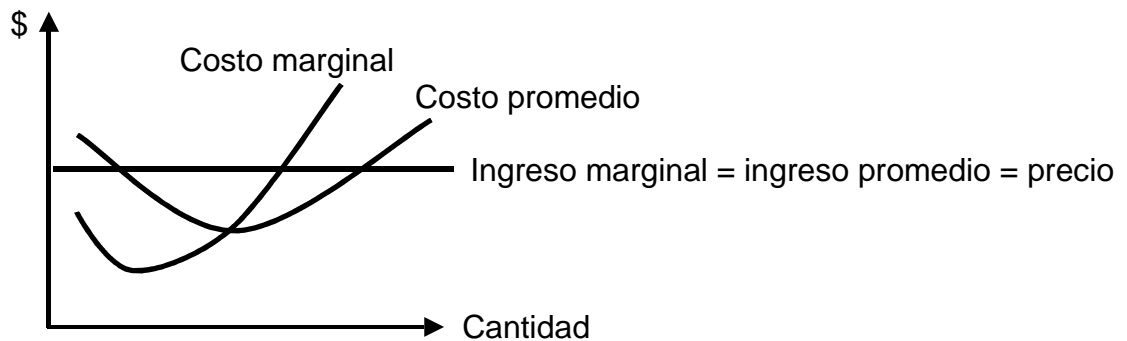 $
Costo marginal
Costo promedio
Ingreso marginal = ingreso promedio = precio
Cantidad